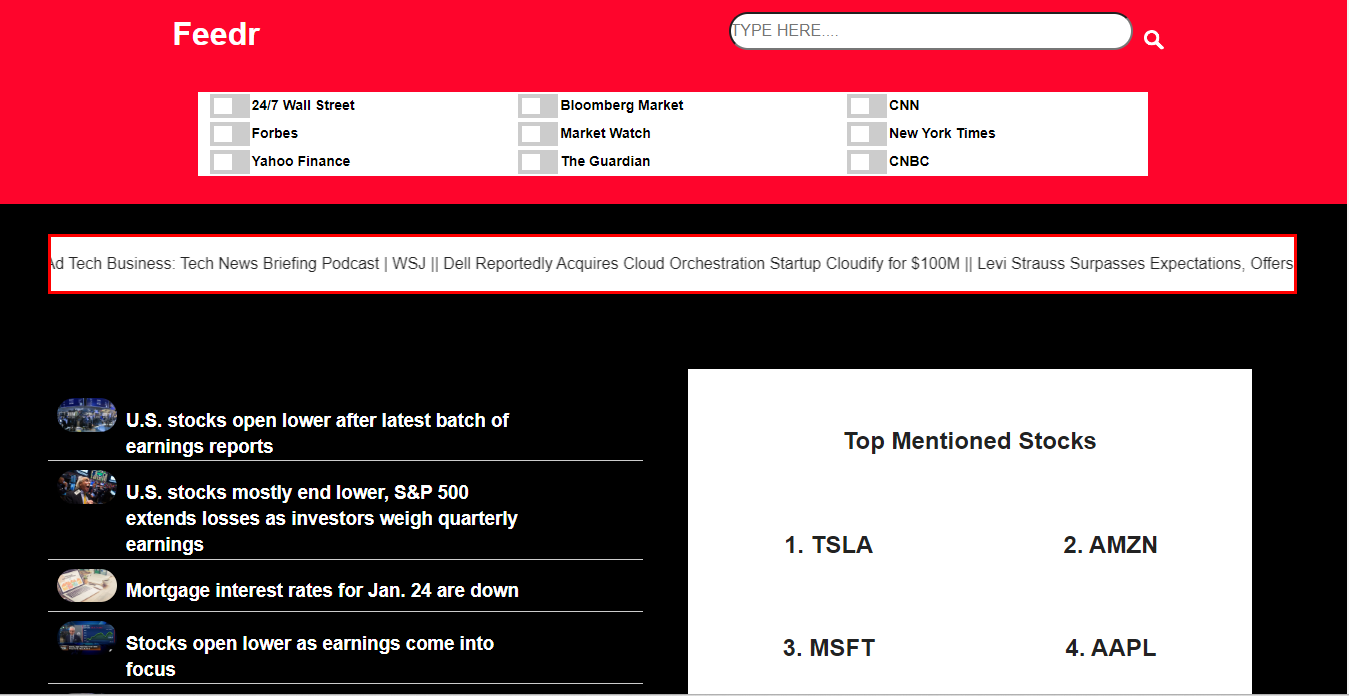 Feedr
TYPE HERE....
24/7 Wall Street
Bloomberg Market
CNN
Forbes
Market Watch
New York Times
Yahoo Finance
The Guardian
CNBC
Ad Tech Business: Tech News Briefing Podcast | WSJ || Dell Reportedly Acquires Cloud Orchestration Startup Cloudify for $100M || Levi Strauss Surpasses Expectations, Offers
U.S. stocks open lower after latest batch of
earnings reports
U.S. stocks mostly end lower, S&P 500
extends losses as investors weigh quarterly
earnings
Mortgage interest rates for Jan. 24 are down
Stocks open lower as earnings come into
focus
Top Mentioned Stocks
1. TSLA
2. AMZN
3. MSFT
4. AAPL